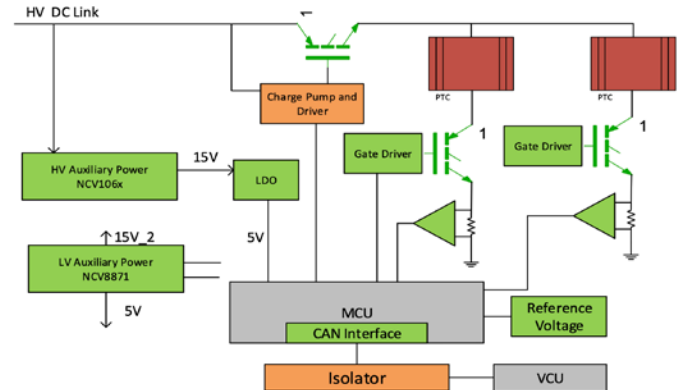 HV DC Link
1
Charge Pump and
Driver
PTC
PTC
1
1
Gate Driver
Gate Driver
HV Auxiliary Power
NCV106x
15V
LDO
5V
15V_2
LV Auxiliary Power
NCV8871
5V
MCU
CAN Interface
Reference
Voltage
Isolator
VCU